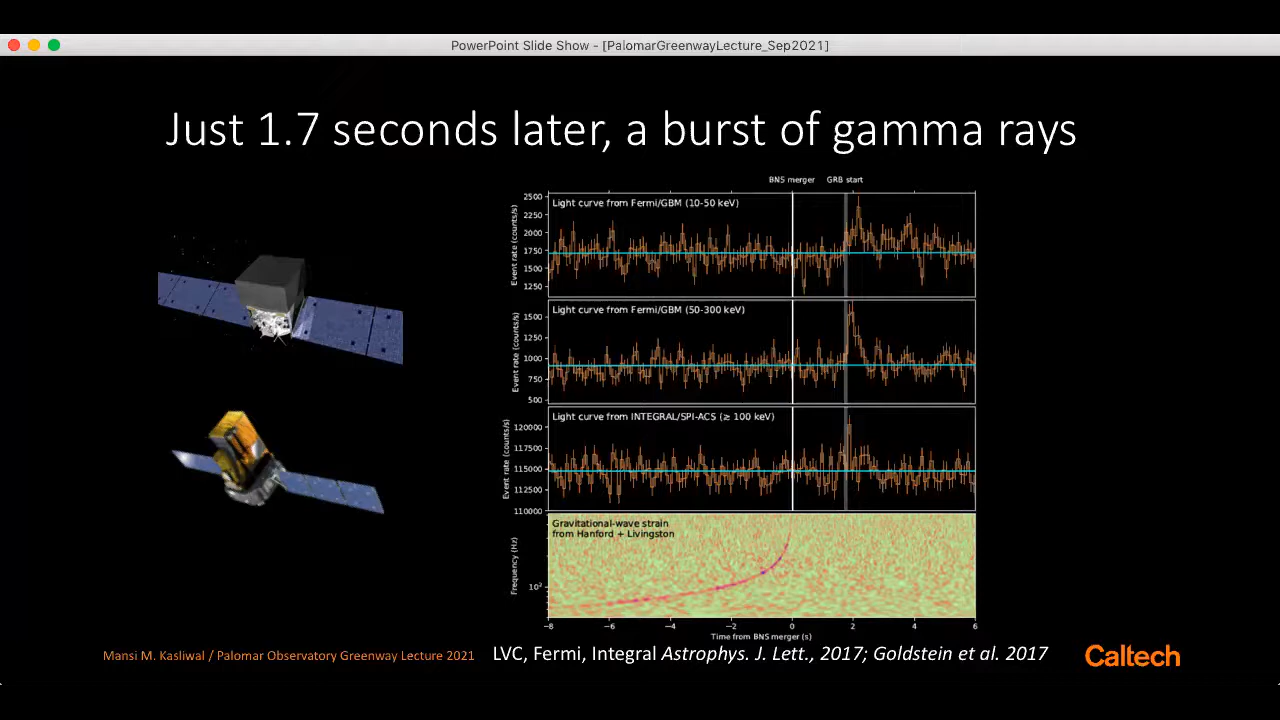 PowerPoint Slide Show - [PalomarGreenwayLecture_Sep2021]
Just 1.7 seconds later, a burst of gamma rays
BNS merger GRB start
Light curve from Fermi/GBM (10-50 keV)
Event rate (counts/s)
2500
2250
2000
1750
1500
1250
Light curve from Fermi/GBM (50-300 keV)
Event rate (counts/s)
1500
1250
1000
750
500
Light curve from INTEGRAL/SPI-ACS (≥ 100 keV)
Event rate (counts/s)
120000
117500
115000
112500
110000
Gravitational-wave strain
from Hanford + Livingston
Frequency (Hz)
10²
−8 −6 −4 −2 0 2 4 6
Time from BNS merger (s)
Mansi M. Kasliwal / Palomar Observatory Greenway Lecture 2021
LVC, Fermi, Integral Astrophys. J. Lett., 2017; Goldstein et al. 2017
Caltech